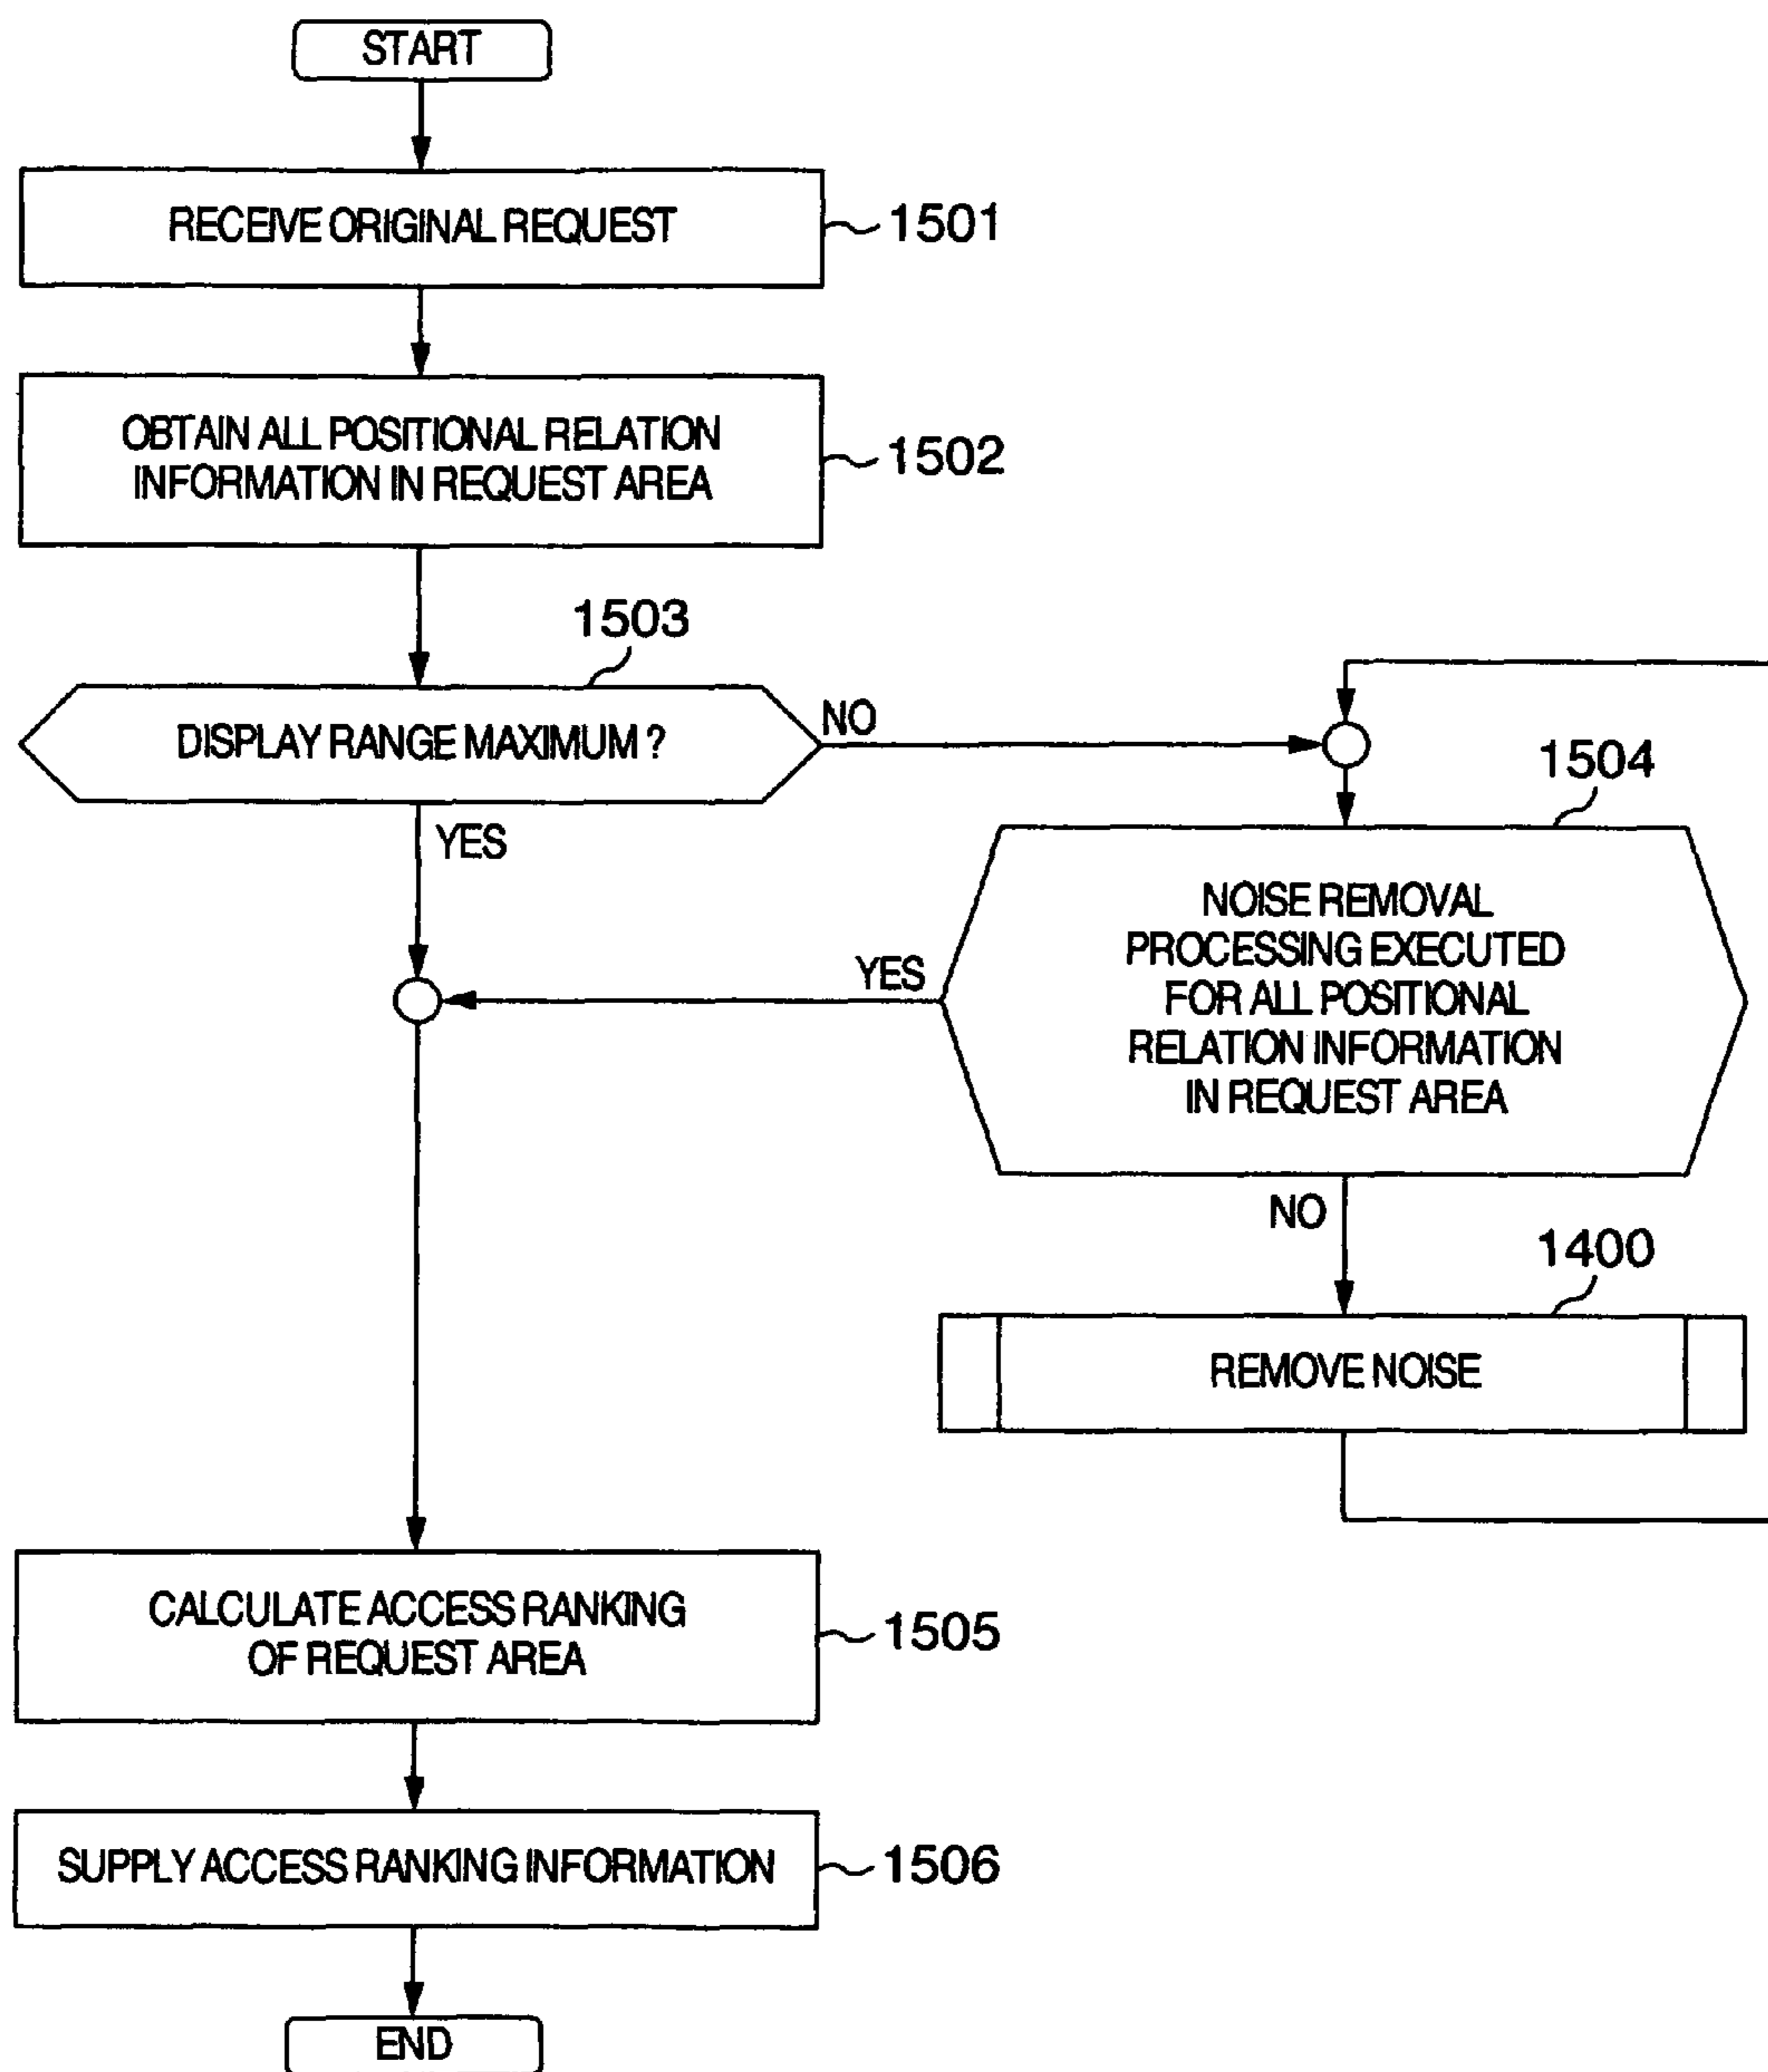 START
RECEIVE ORIGINAL REQUEST
1501
OBTAIN ALL POSITIONAL RELATION
INFORMATION IN REQUEST AREA
1502
1503
DISPLAY RANGE MAXIMUM ?
NO
YES
1504
NOISE REMOVAL
PROCESSING EXECUTED
FOR ALL POSITIONAL
RELATION INFORMATION
IN REQUEST AREA
YES
NO
1400
REMOVE NOISE
CALCULATE ACCESS RANKING
OF REQUEST AREA
1505
SUPPLY ACCESS RANKING INFORMATION
1506
END